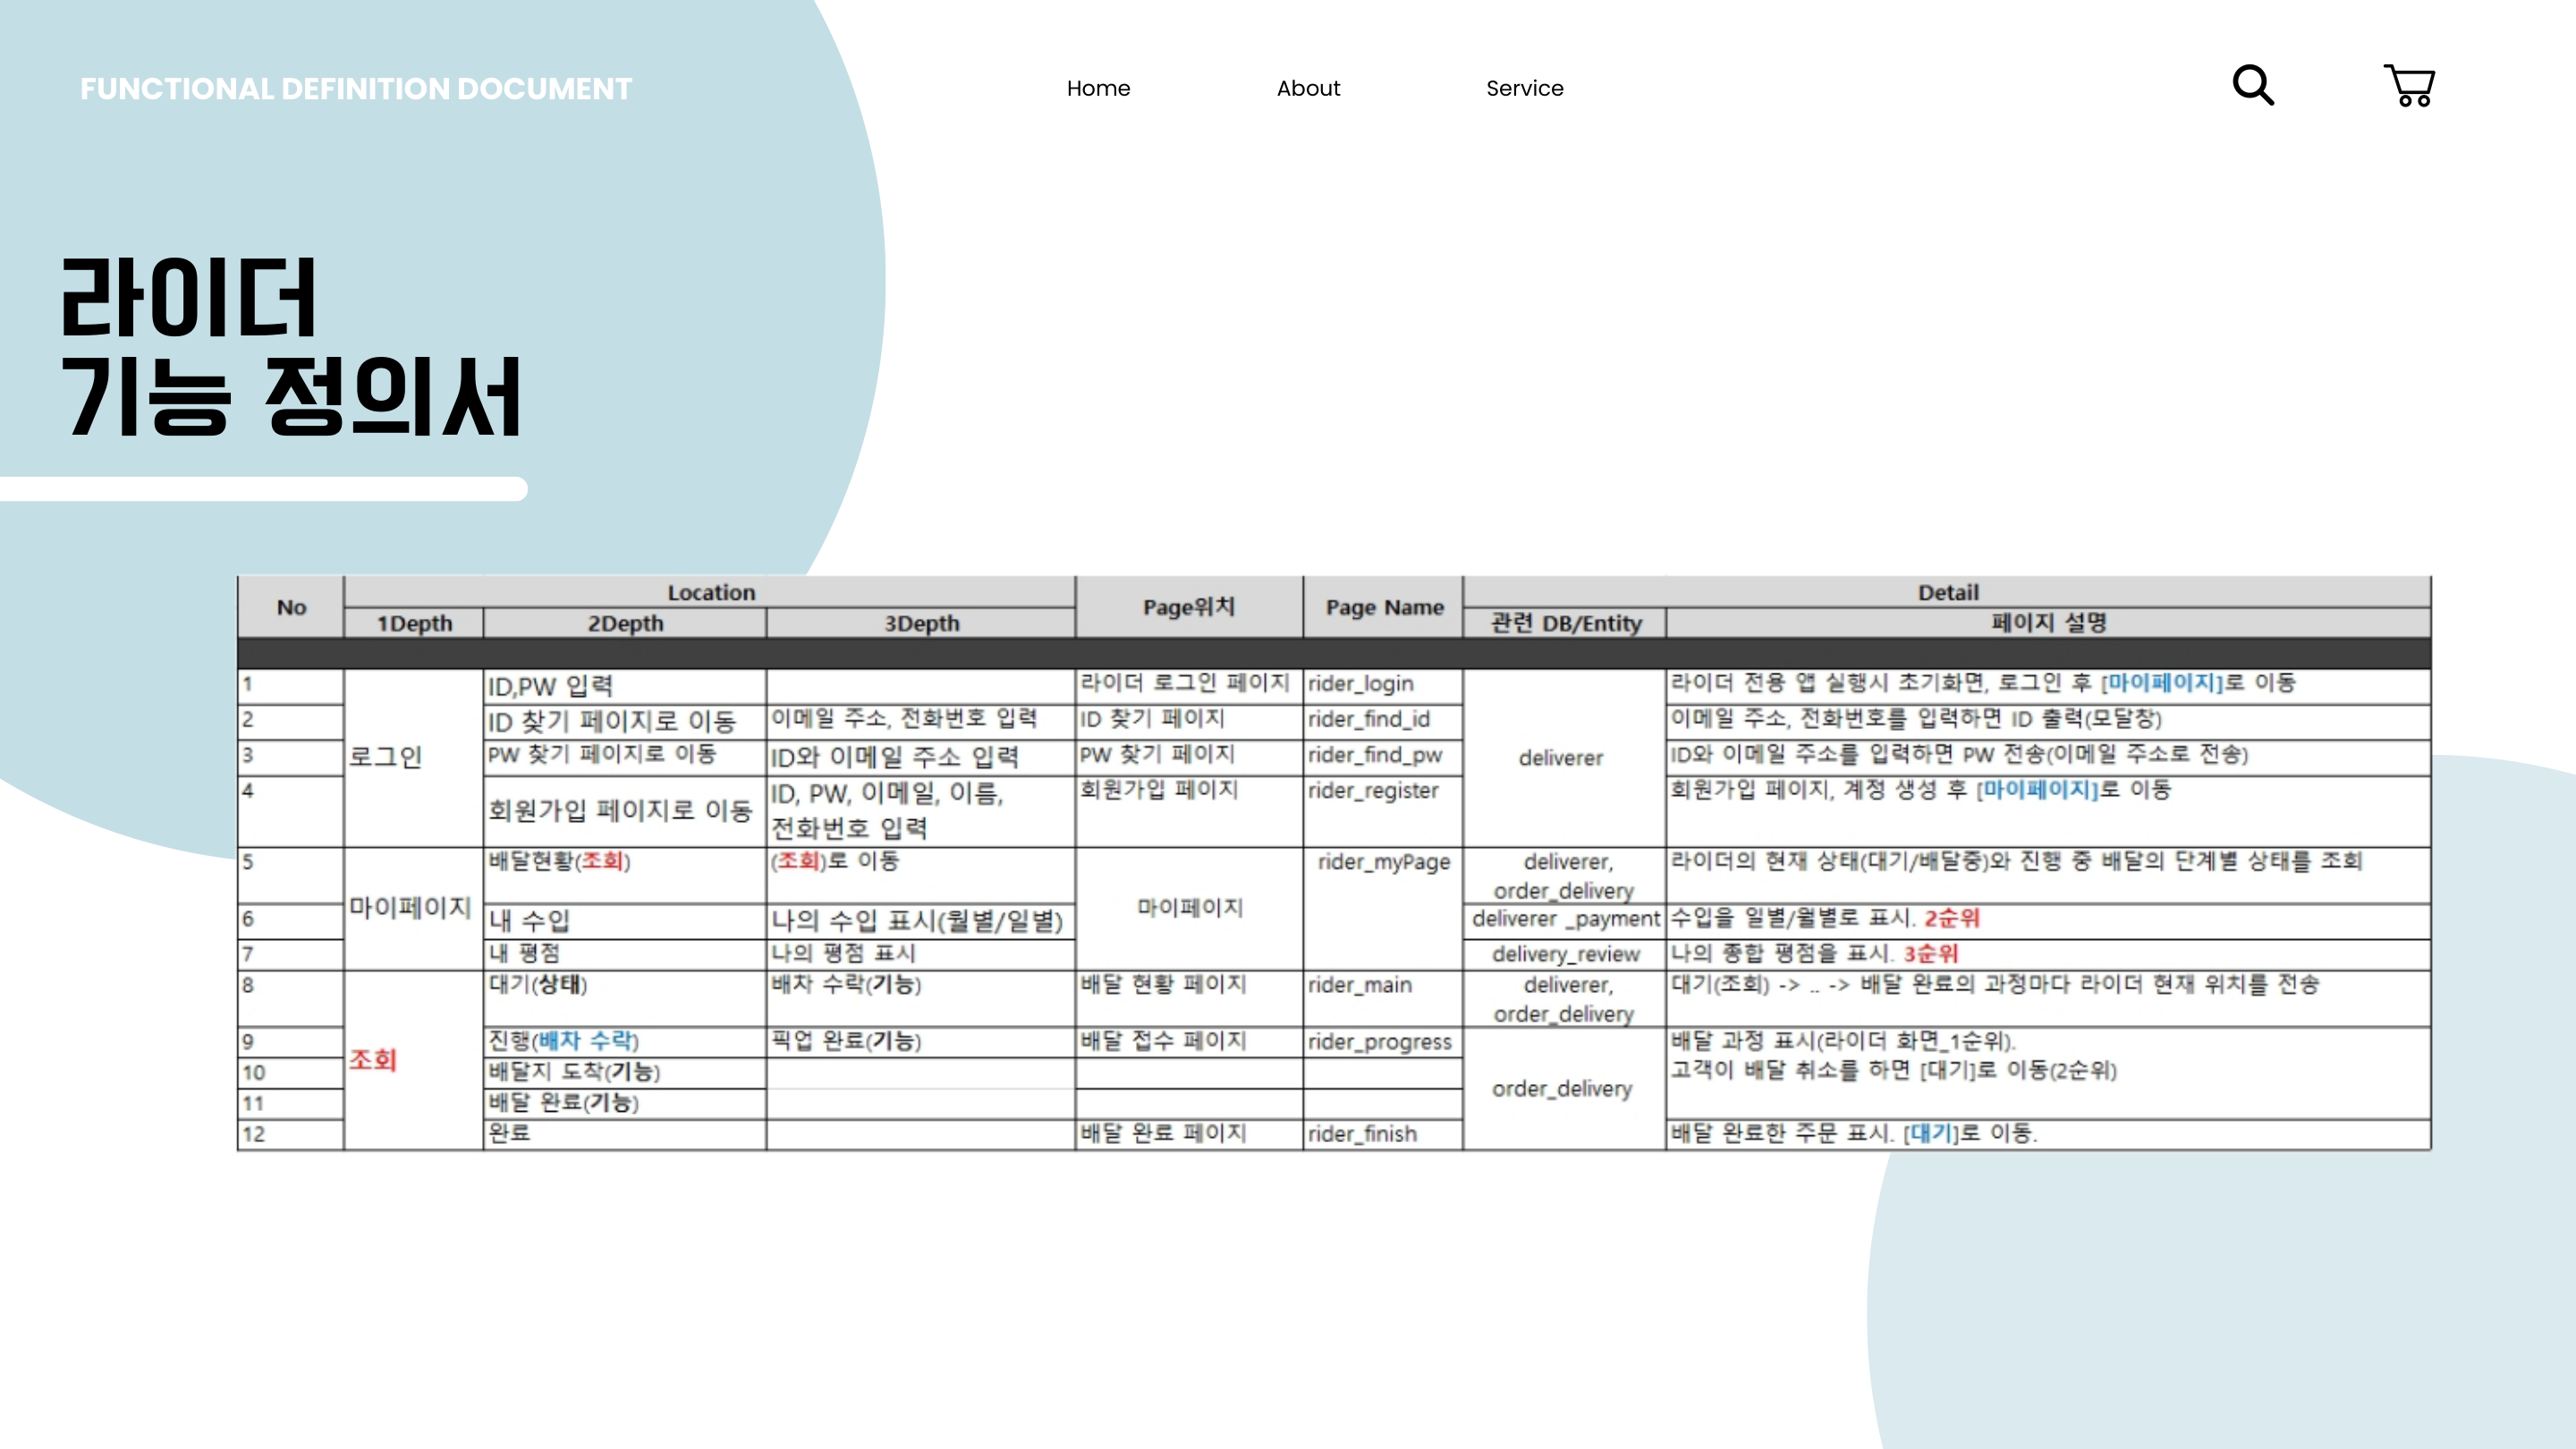 FUNCTIONAL DEFINITION DOCUMENT
Home
About
Service
라이더
기능 정의서
No
Location
Page위치
Page Name
Detail
1Depth
2Depth
3Depth
관련 DB/Entity
페이지 설명
1
로그인
ID,PW 입력
라이더 로그인 페이지
rider_login
deliverer
라이더 전용 앱 실행시 초기화면, 로그인 후 [마이페이지]로 이동
2
ID 찾기 페이지로 이동
이메일 주소, 전화번호 입력
ID 찾기 페이지
rider_find_id
이메일 주소, 전화번호를 입력하면 ID 출력(모달창)
3
PW 찾기 페이지로 이동
ID와 이메일 주소 입력
PW 찾기 페이지
rider_find_pw
ID와 이메일 주소를 입력하면 PW 전송(이메일 주소로 전송)
4
회원가입 페이지로 이동
ID, PW, 이메일, 이름,
전화번호 입력
회원가입 페이지
rider_register
회원가입 페이지, 계정 생성 후 [마이페이지]로 이동
5
마이페이지
배달현황(조회)
(조회)로 이동
마이페이지
rider_myPage
deliverer,
order_delivery
라이더의 현재 상태(대기/배달중)와 진행 중 배달의 단계별 상태를 조회
6
내 수입
나의 수입 표시(월별/일별)
deliverer _payment
수입을 일별/월별로 표시. 2순위
7
내 평점
나의 평점 표시
delivery_review
나의 종합 평점을 표시. 3순위
8
조회
대기(상태)
배차 수락(기능)
배달 현황 페이지
rider_main
deliverer,
order_delivery
대기(조회) -> .. -> 배달 완료의 과정마다 라이더 현재 위치를 전송
9
진행(배차 수락)
픽업 완료(기능)
배달 접수 페이지
rider_progress
order_delivery
배달 과정 표시(라이더 화면_1순위).
고객이 배달 취소를 하면 [대기]로 이동(2순위)
10
배달지 도착(기능)
11
배달 완료(기능)
12
완료
배달 완료 페이지
rider_finish
배달 완료한 주문 표시. [대기]로 이동.